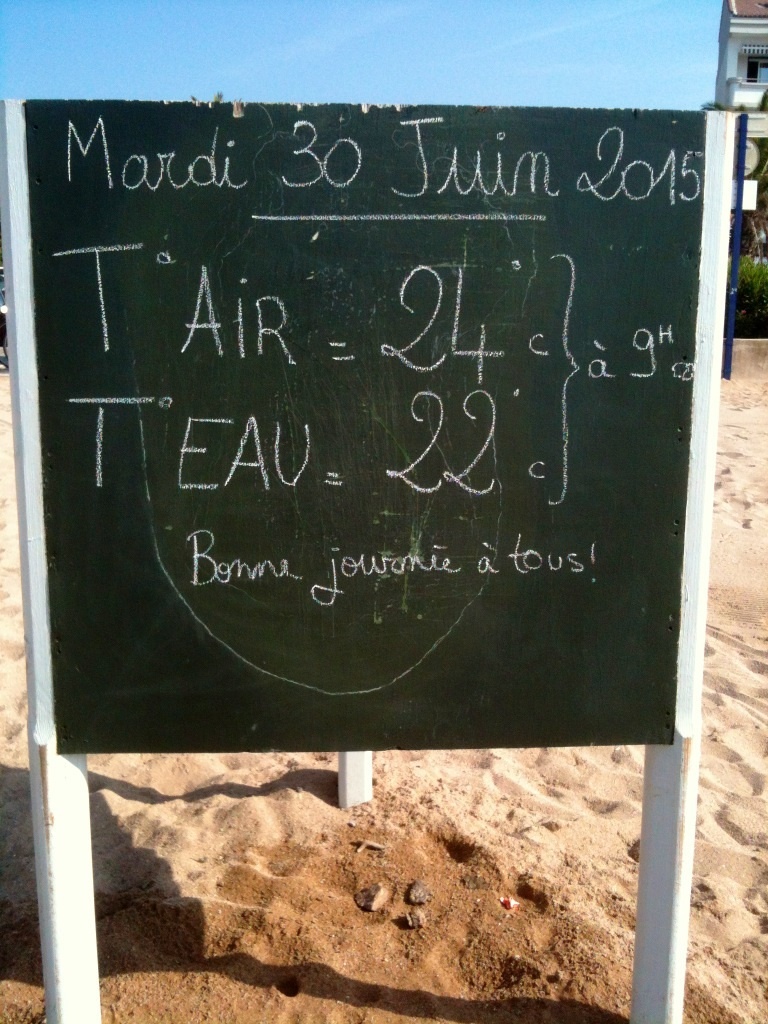 Mardi 30 Juin 2015
T° AIR = 24°c } à 9H00
T° EAU = 22°c
Bonne journée à tous!